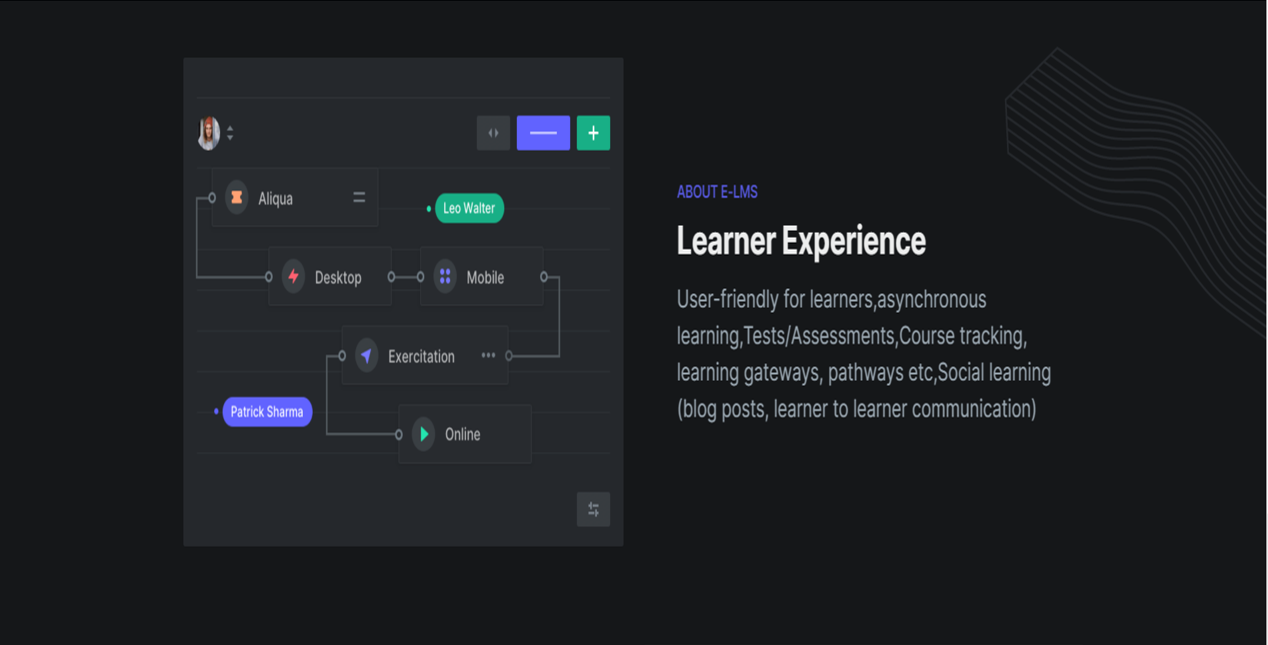 Aliqua
Leo Walter
Desktop
Mobile
Exercitation
Patrick Sharma
Online
ABOUT E-LMS
Learner Experience
User-friendly for learners,asynchronous
learning,Tests/Assessments,Course tracking,
learning gateways, pathways etc,Social learning
(blog posts, learner to learner communication)